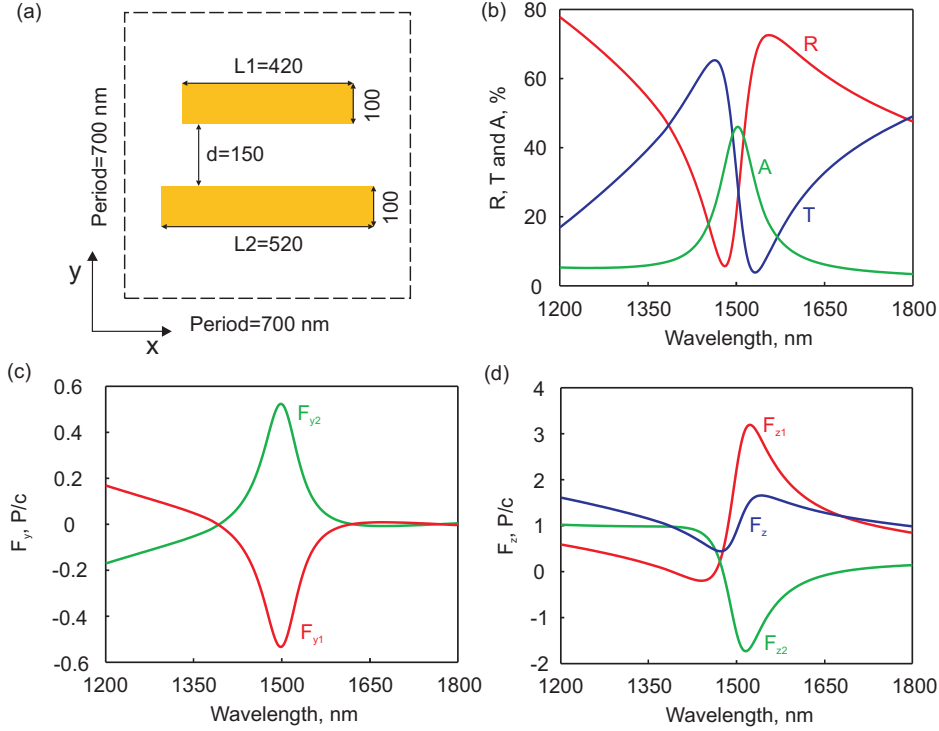 (a)
L1=420
100
d=150
100
L2=520
Period=700 nm
y
x
Period=700 nm
(b)
80
60
40
20
0
R, T and A, %
R
A
T
1200
1350
1500
1650
1800
Wavelength, nm
(c)
0.6
0.4
0.2
0
-0.2
-0.4
-0.6
Fy, P/c
Fy2
Fy1
1200
1350
1500
1650
1800
Wavelength, nm
(d)
4
3
2
1
0
-1
-2
Fz, P/c
Fz1
Fz
Fz2
1200
1350
1500
1650
1800
Wavelength, nm